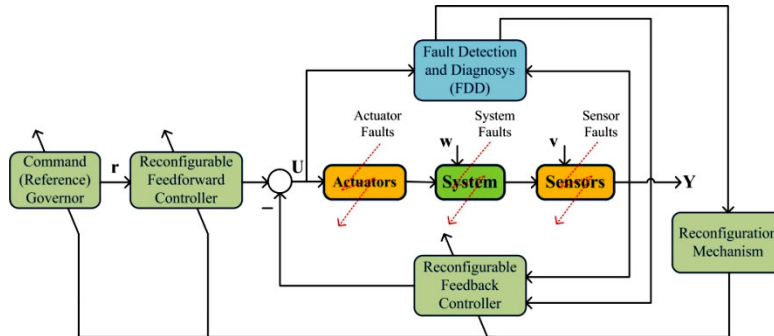 Fault Detection
and Diagnosys
(FDD)
Actuator
Faults
System
Faults
Sensor
Faults
w
v
Command
(Reference)
Governor
r
Reconfigurable
Feedforward
Controller
U
−
Actuators
System
Sensors
Y
Reconfigurable
Feedback
Controller
Reconfiguration
Mechanism